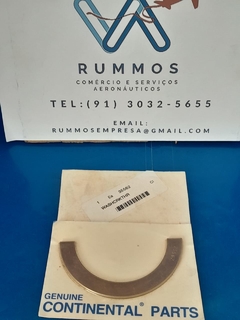 RUMMOS
COMÉRCIO E SERVIÇOS
AERONÁUTICOS
TEL:(91) 3032-5655
EMAIL:
RUMMOSEMPRESA@GMAIL.COM
GENUINE
CONTINENTAL® PARTS